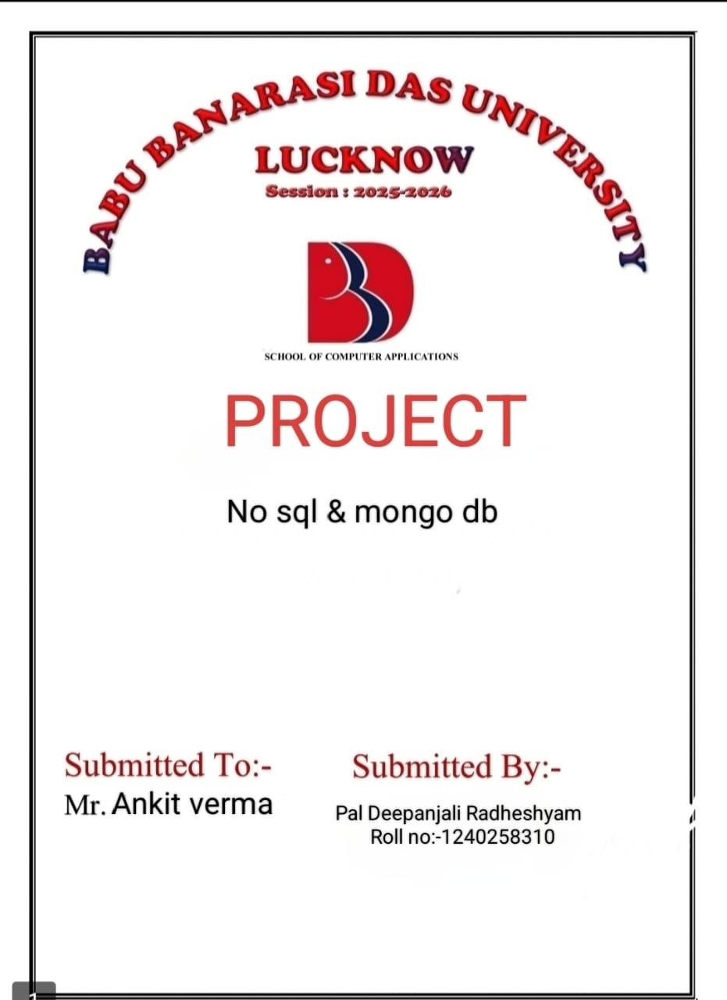 BABU BANARASI DAS UNIVERSITY
LUCKNOW
Session : 2025-2026
SCHOOL OF COMPUTER APPLICATIONS
PROJECT
No sql & mongo db
Submitted To:-
Mr. Ankit verma
Submitted By:-
Pal Deepanjali Radheshyam
Roll no:-1240258310